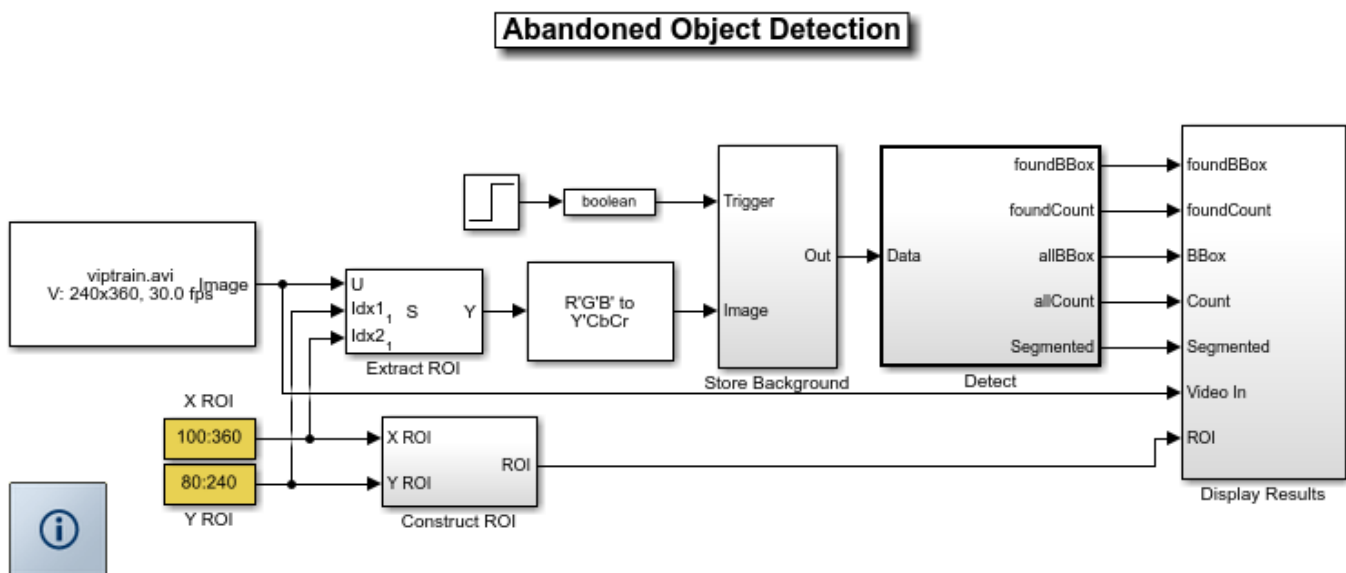 Abandoned Object Detection
viptrain.avi
V: 240x360, 30.0 fps
Image
X ROI
100:360
80:240
Y ROI
U
Idx1
1
Idx2
1
S
Y
Extract ROI
boolean
R'G'B' to
Y'CbCr
Trigger
Image
Out
Store Background
Data
foundBBox
foundCount
allBBox
allCount
Segmented
Detect
X ROI
Y ROI
ROI
Construct ROI
foundBBox
foundCount
BBox
Count
Segmented
Video In
ROI
Display Results
i